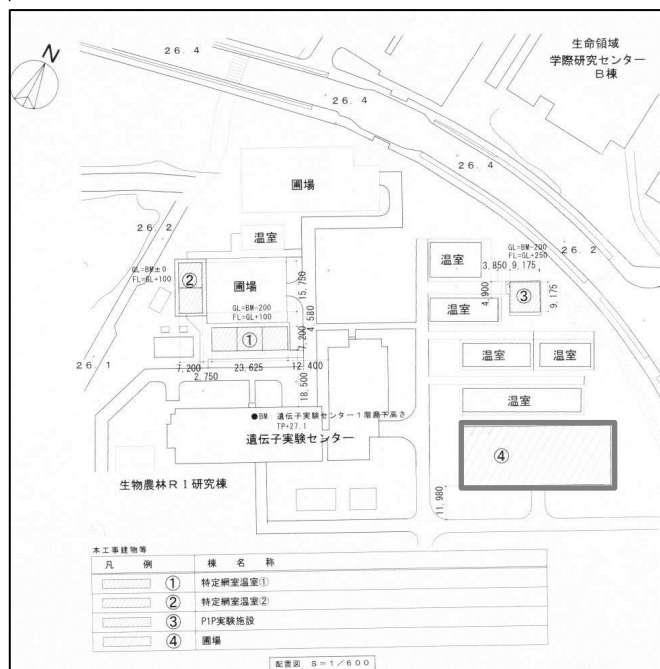 N
26.4
生命領域
学際研究センター
B棟
26.4
26.4
圃場
26.2
温室
26.2
GL=BM±0
FL=GL+100
②
圃場
15.750
GL=BM-200
FL=GL+100
4.580
①
7.200
26.1
7.200
23.625
12.400
2.750
18.500
温室
GL=BM-200
FL=GL+250
3.850
9.175
4.900
③
9.175
温室
温室
温室
温室
●BM:遺伝子実験センター1階廊下高さ
TP+27.1
遺伝子実験センター
④
生物農林RI研究棟
11.980
本工事建物等
凡例 棟名称
① 特定網室温室①
② 特定網室温室②
③ P1P実験施設
④ 圃場
配置図 S=1/600